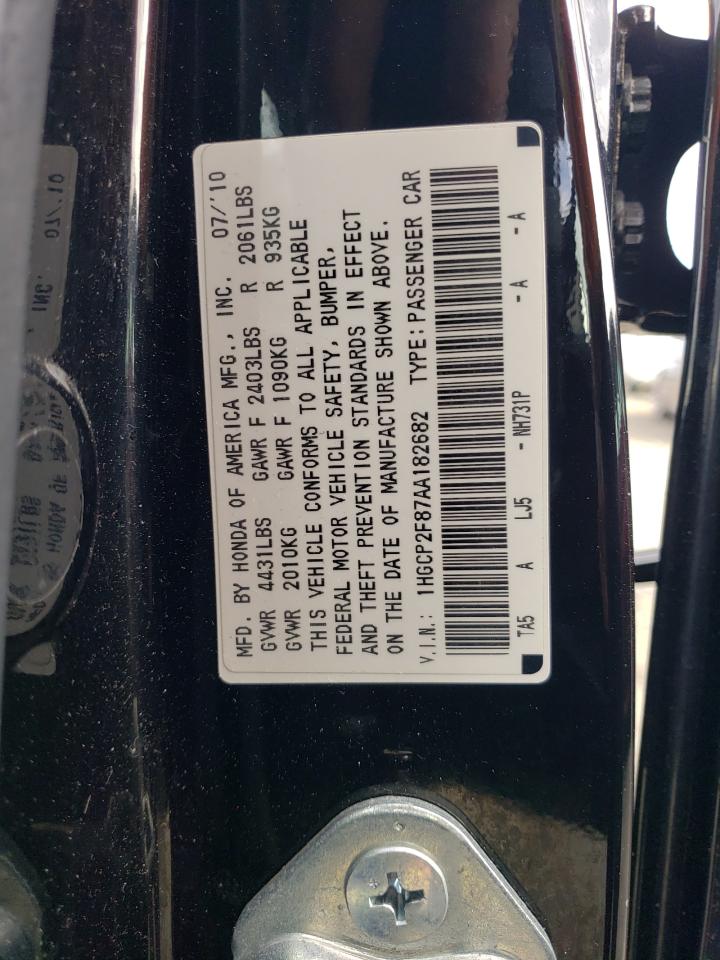 MFD. BY HONDA OF AMERICA MFG., INC. 07/'10
GVWR 4431LBS GAWR F 2403LBS R 2061LBS
GVWR 2010KG GAWR F 1090KG R 935KG
THIS VEHICLE CONFORMS TO ALL APPLICABLE
FEDERAL MOTOR VEHICLE SAFETY, BUMPER,
AND THEFT PREVENTION STANDARDS IN EFFECT
ON THE DATE OF MANUFACTURE SHOWN ABOVE.
V.I.N.: 1HGCP2F87AA182682 TYPE: PASSENGER CAR
TA5 A LJ5 - NH731P - A - A